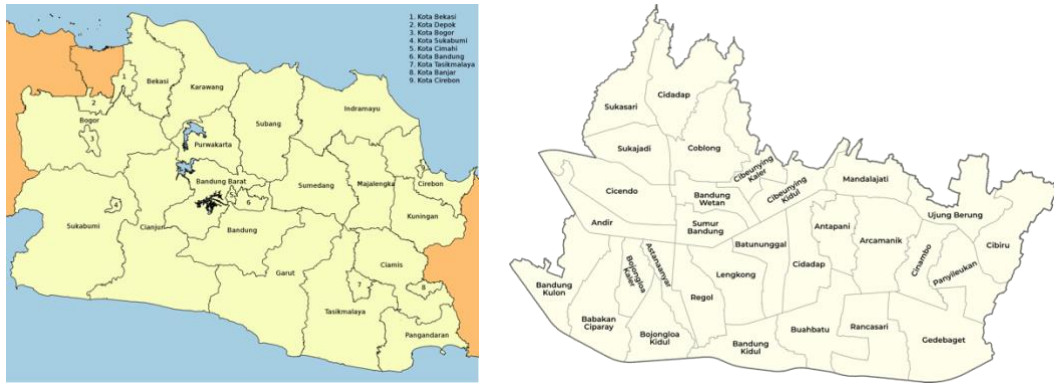 1. Kota Bekasi
2. Kota Depok
3. Kota Bogor
4. Kota Sukabumi
5. Kota Cimahi
6. Kota Bandung
7. Kota Tasikmalaya
8. Kota Banjar
9. Kota Cirebon
1
Bekasi
Karawang
2
Bogor
3
Subang
Indramayu
Purwakarta
Bandung Barat
5
6
Sumedang
Majalengka
Cirebon
Kuningan
4
Sukabumi
Cianjur
Bandung
Garut
Ciamis
7
8
Tasikmalaya
Pangandaran
Sukasari
Cidadap
Sukajadi
Coblong
Cibeunying
Kaler
Cibeunying
Kidul
Mandalajati
Cicendo
Bandung
Wetan
Ujung Berung
Andir
Sumur
Bandung
Antapani
Arcamanik
Cibiru
Batununggal
Cinambo
Panyileukan
Bandung
Kulon
Bojongloa
Kaler
Astanaanyar
Lengkong
Cidadap
Regol
Babakan
Ciparay
Bojongloa
Kidul
Bandung
Kidul
Buahbatu
Rancasari
Gedebaget